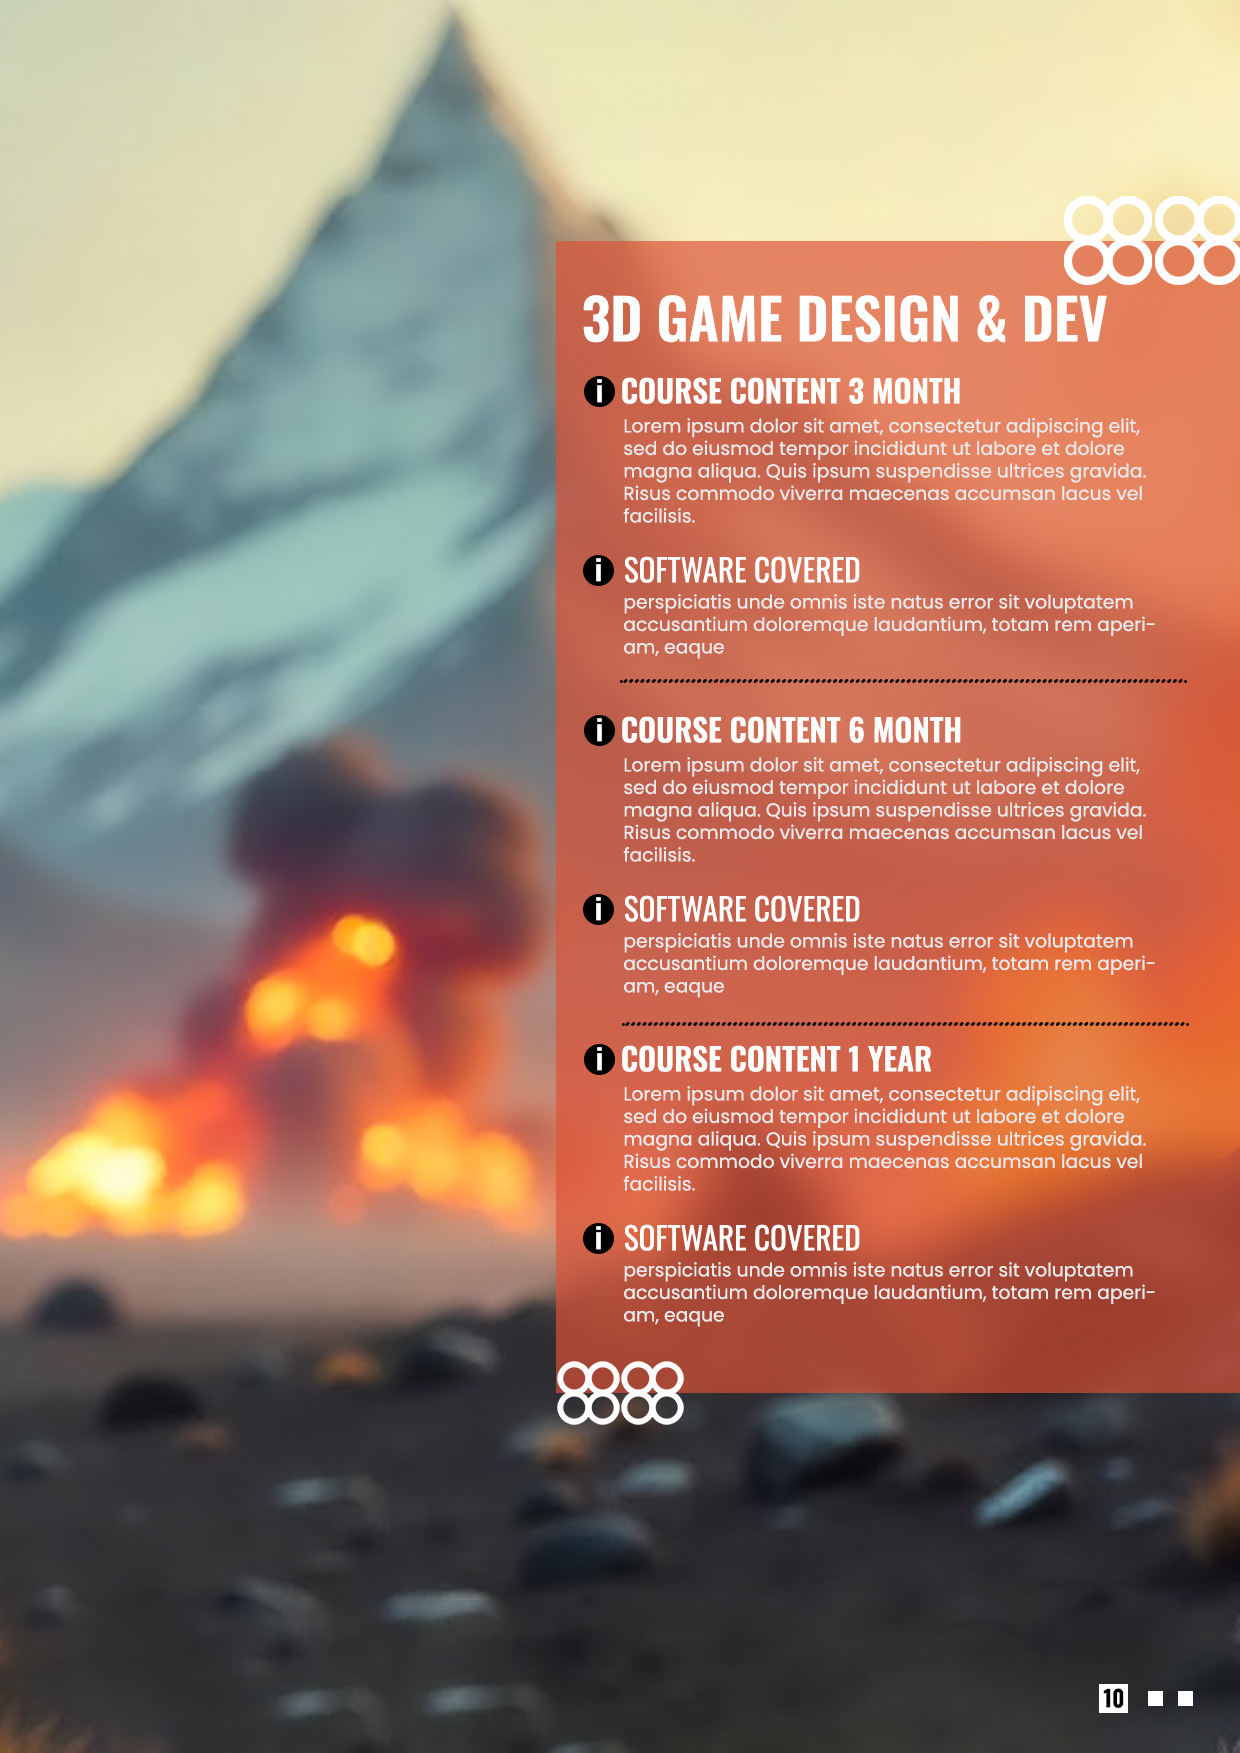 3D GAME DESIGN & DEV
i COURSE CONTENT 3 MONTH
Lorem ipsum dolor sit amet, consectetur adipiscing elit,
sed do eiusmod tempor incididunt ut labore et dolore
magna aliqua. Quis ipsum suspendisse ultrices gravida.
Risus commodo viverra maecenas accumsan lacus vel
facilisis.
i SOFTWARE COVERED
perspiciatis unde omnis iste natus error sit voluptatem
accusantium doloremque laudantium, totam rem aperi-
am, eaque
i COURSE CONTENT 6 MONTH
Lorem ipsum dolor sit amet, consectetur adipiscing elit,
sed do eiusmod tempor incididunt ut labore et dolore
magna aliqua. Quis ipsum suspendisse ultrices gravida.
Risus commodo viverra maecenas accumsan lacus vel
facilisis.
i SOFTWARE COVERED
perspiciatis unde omnis iste natus error sit voluptatem
accusantium doloremque laudantium, totam rem aperi-
am, eaque
i COURSE CONTENT 1 YEAR
Lorem ipsum dolor sit amet, consectetur adipiscing elit,
sed do eiusmod tempor incididunt ut labore et dolore
magna aliqua. Quis ipsum suspendisse ultrices gravida.
Risus commodo viverra maecenas accumsan lacus vel
facilisis.
i SOFTWARE COVERED
perspiciatis unde omnis iste natus error sit voluptatem
accusantium doloremque laudantium, totam rem aperi-
am, eaque
10